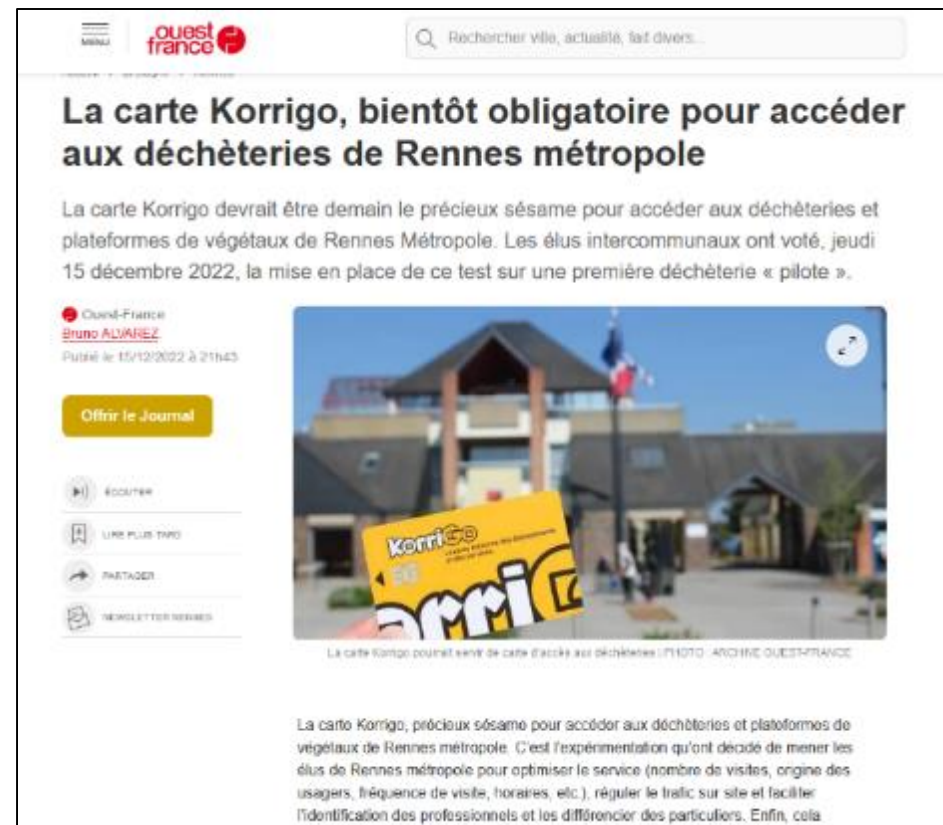 MENU
ouest
france
Rechercher ville, actualité, fait divers...
La carte Korrigo, bientôt obligatoire pour accéder
aux déchèteries de Rennes métropole
La carte Korrigo devrait être demain le précieux sésame pour accéder aux déchèteries et
plateformes de végétaux de Rennes Métropole. Les élus intercommunaux ont voté, jeudi
15 décembre 2022, la mise en place de ce test sur une première déchèterie « pilote ».
Ouest-France
Bruno ALVAREZ
Publié le 15/12/2022 à 21h43
Offrir le Journal
ÉCOUTER
LIRE PLUS TARD
PARTAGER
NEWSLETTER RENNES
KorriGo
La carte Korrigo pourrait servir de carte d'accès aux déchèteries | PHOTO : ARCHIVE OUEST-FRANCE
La carte Korrigo, précieux sésame pour accéder aux déchèteries et plateformes de
végétaux de Rennes métropole. C'est l'expérimentation qu'ont décidé de mener les
élus de Rennes métropole pour optimiser le service (nombre de visites, origine des
usagers, fréquence de visite, horaires, etc.), réguler le trafic sur site et faciliter
l'identification des professionnels et les différencier des particuliers. Enfin, cela